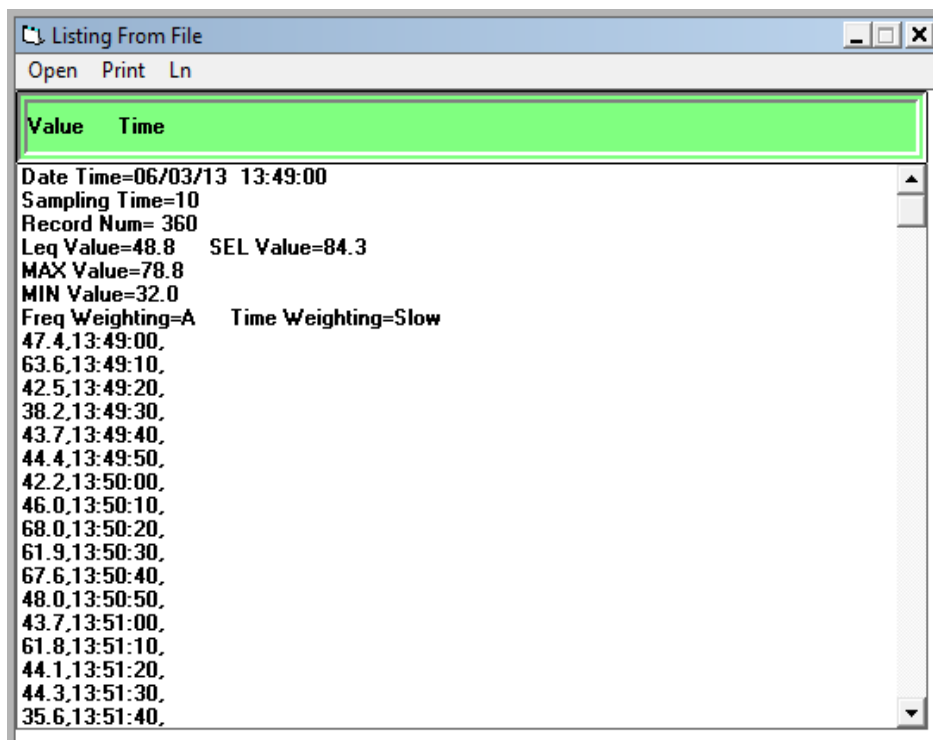 Listing From File
Open Print Ln
Value Time
Date Time=06/03/13 13:49:00
Sampling Time=10
Record Num= 360
Leq Value=48.8 SEL Value=84.3
MAX Value=78.8
MIN Value=32.0
Freq Weighting=A Time Weighting=Slow
47.4,13:49:00,
63.6,13:49:10,
42.5,13:49:20,
38.2,13:49:30,
43.7,13:49:40,
44.4,13:49:50,
42.2,13:50:00,
46.0,13:50:10,
68.0,13:50:20,
61.9,13:50:30,
67.6,13:50:40,
48.0,13:50:50,
43.7,13:51:00,
61.8,13:51:10,
44.1,13:51:20,
44.3,13:51:30,
35.6,13:51:40,